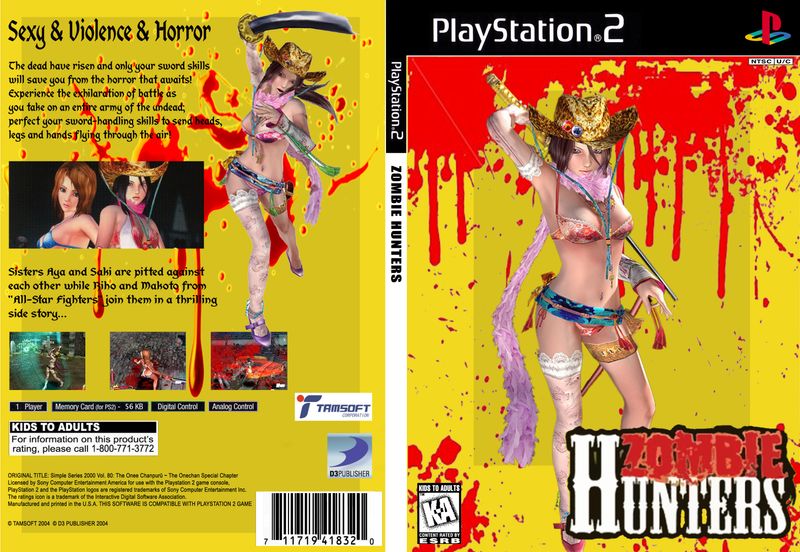 Sexy & Violence & Horror
The dead have risen and only your sword skills
will save you from the horror that awaits!
Experience the exhilaration of battle as
you take on an entire army of the undead,
perfect your sword-handling skills to send heads,
legs and hands flying through the air!
Sisters Aya and Saki are pitted against
each other while Riho and Makoto from
"All-Star Fighters" join them in a thrilling
side story...
1 Player
Memory Card (for PS2) - 56 KB
Digital Control
Analog Control
TAMSOFT
CORPORATION
KIDS TO ADULTS
For information on this product's
rating, please call 1-800-771-3772
D3PUBLISHER
ORIGINAL TITLE: Simple Series 2000 Vol. 80: The Onee Chanpurū ~ The Onechan Special Chapter
Licensed by Sony Computer Entertainment America for use with the Playstation 2 game console,
PlayStation 2 and the PlayStation logos are registered trademarks of Sony Computer Entertainment Inc.
The ratings icon is a trademark of the Interactive Digital Software Association.
Manufactured and printed in the U.S.A. THIS SOFTWARE IS COMPATIBLE WITH PLAYSTATION 2 GAME
© TAMSOFT 2004 © D3 PUBLISHER 2004
7 11719 41832 0
PlayStation.2
ZOMBIE HUNTERS
PlayStation®2
NTSC U/C
KIDS TO ADULTS
KA
CONTENT RATED BY
ESRB
ZOMBIE
HUNTERS